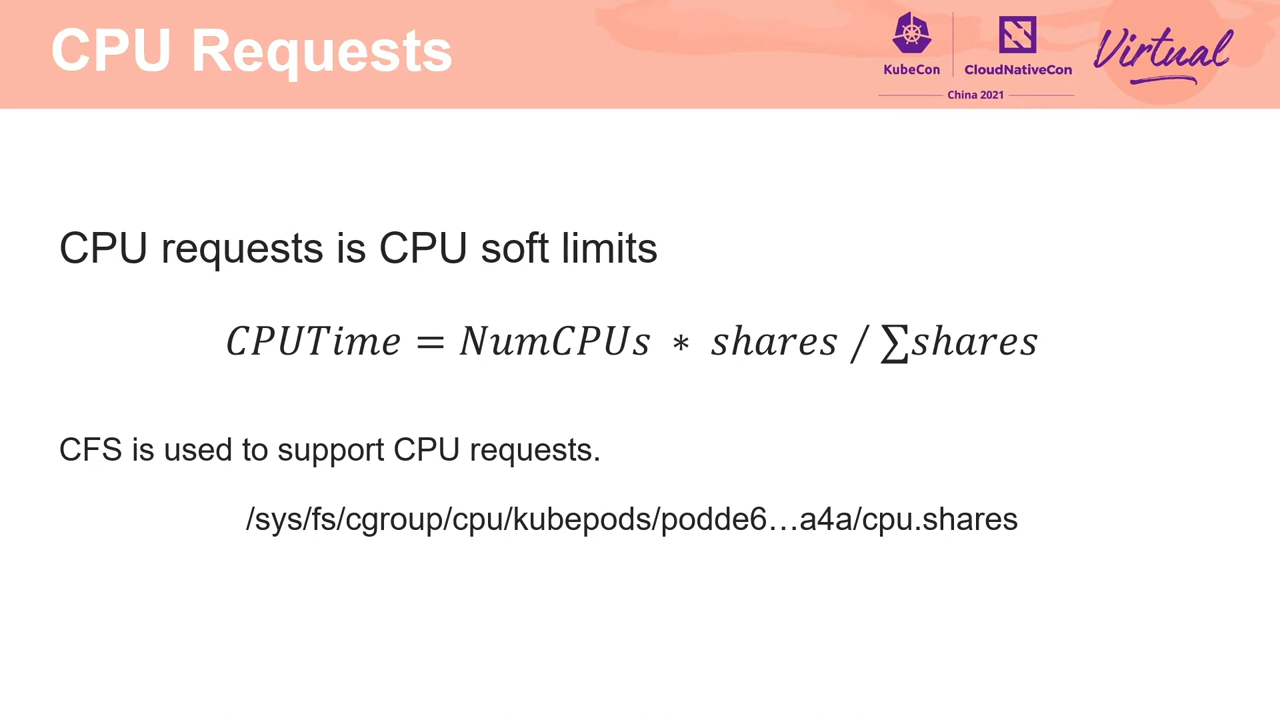 CPU Requests
KubeCon
CloudNativeCon
China 2021
Virtual
CPU requests is CPU soft limits
CPUTime = NumCPUs * shares / ∑shares
CFS is used to support CPU requests.
/sys/fs/cgroup/cpu/kubepods/podde6…a4a/cpu.shares